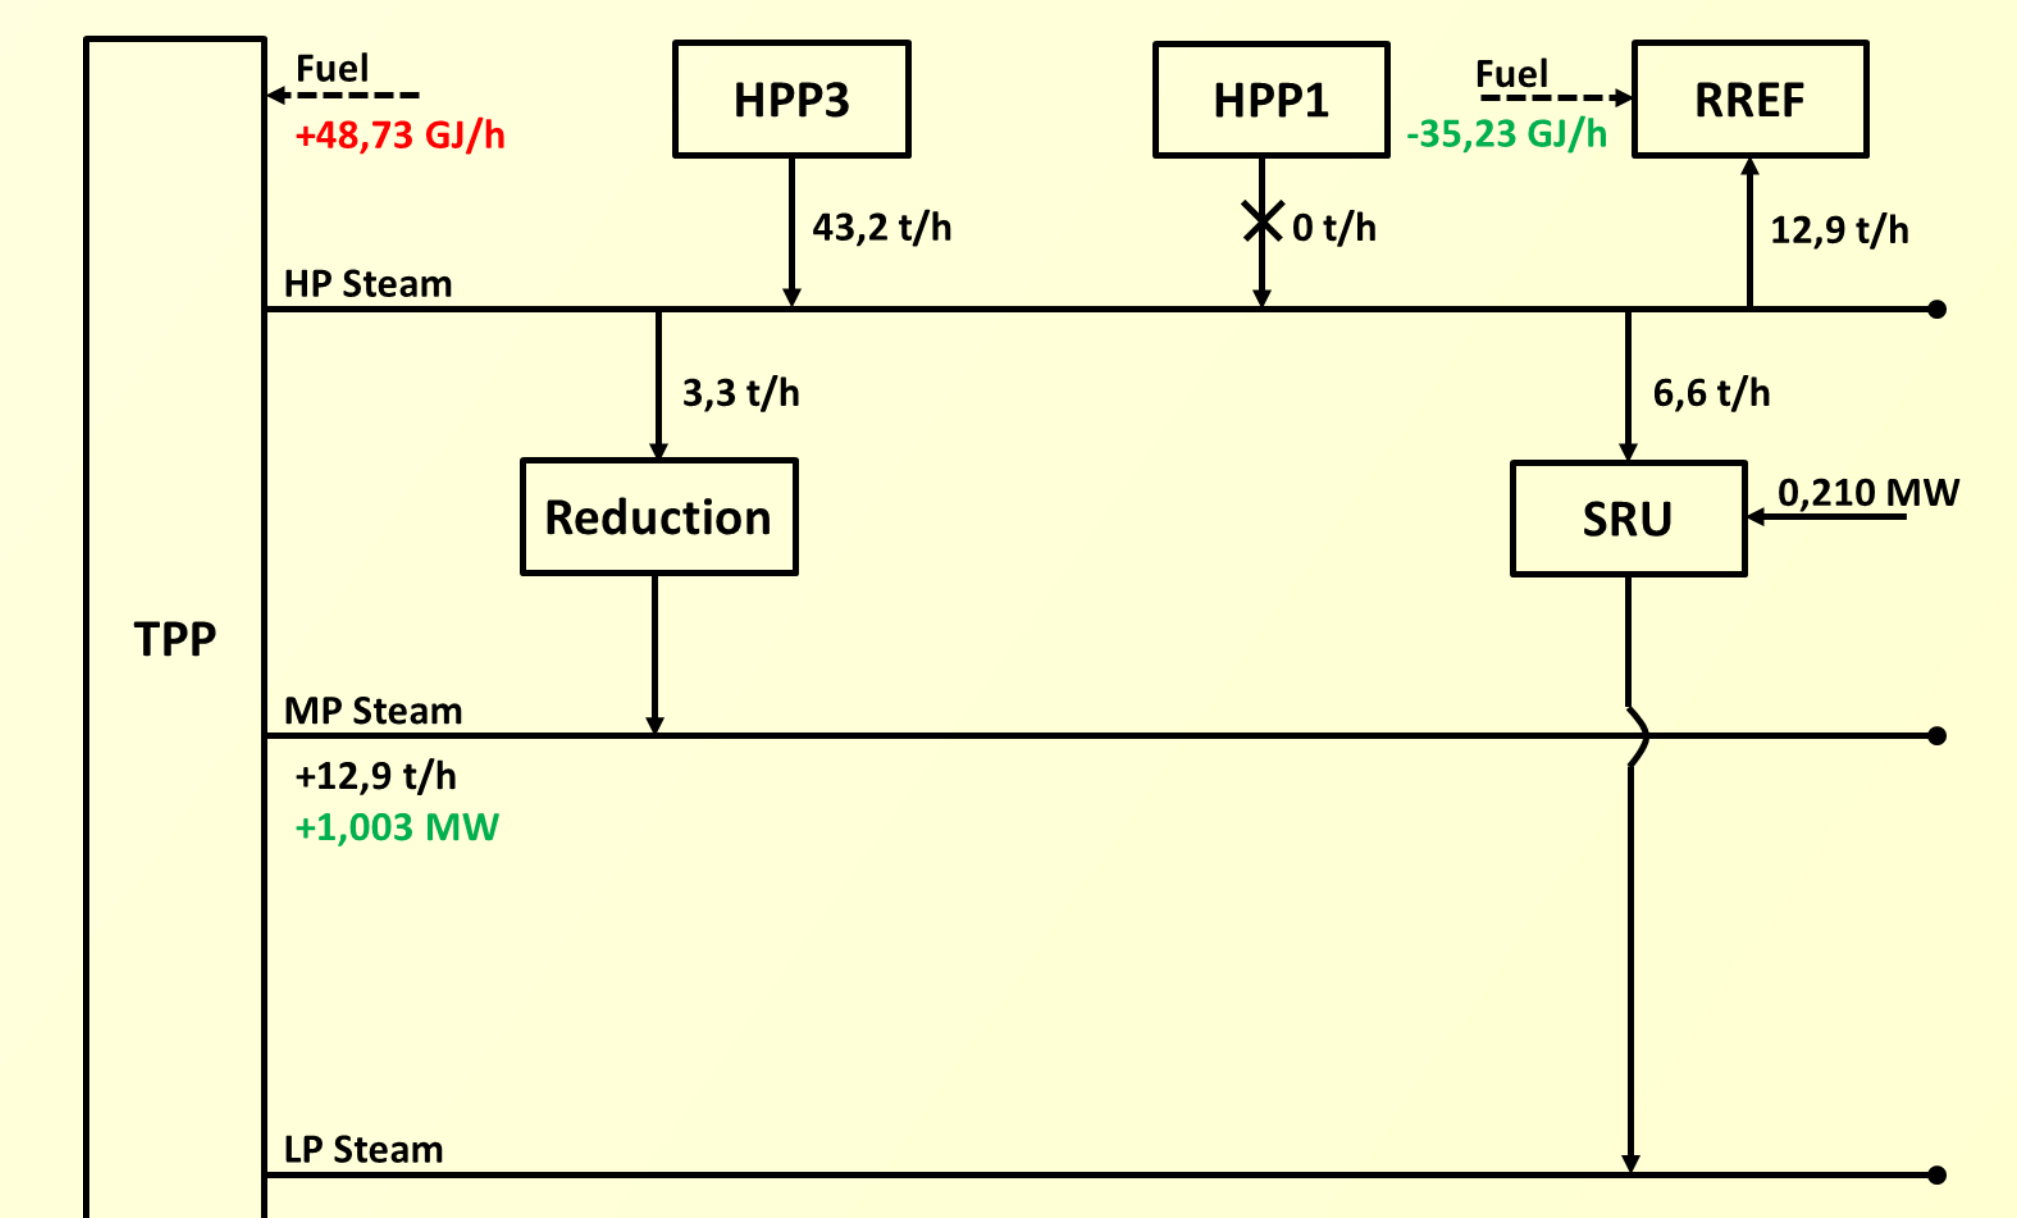 Fuel
+48,73 GJ/h
HPP3
HPP1
Fuel
-35,23 GJ/h
RREF
43,2 t/h
0 t/h
12,9 t/h
HP Steam
3,3 t/h
6,6 t/h
Reduction
SRU
0,210 MW
TPP
MP Steam
+12,9 t/h
+1,003 MW
LP Steam